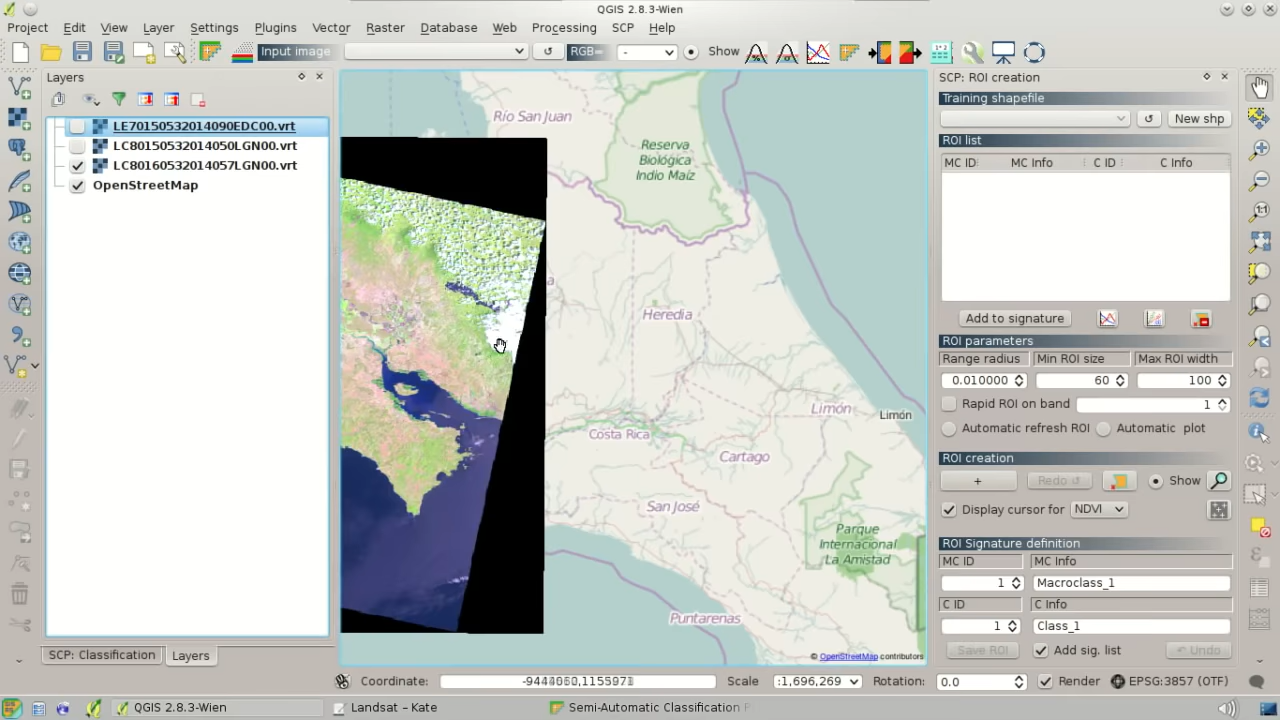 QGIS 2.8.3-Wien
Project Edit View Layer Settings Plugins Vector Raster Database Web Processing SCP Help
Input image RGB= - Show
Layers
LE70150532014090EDC00.vrt
LC80150532014050LGN00.vrt
LC80160532014057LGN00.vrt
OpenStreetMap
SCP: Classification Layers
Río San Juan
Reserva
Biológica
Indio Maíz
Heredia
Limón
Limón
Costa Rica
Cartago
San José
Parque
Internacional
La Amistad
Puntarenas
© OpenStreetMap contributors
SCP: ROI creation
Training shapefile
New shp
ROI list
MC ID MC Info C ID C Info
Add to signature
ROI parameters
Range radius Min ROI size Max ROI width
0.010000 60 100
Rapid ROI on band 1
Automatic refresh ROI Automatic plot
ROI creation
+ Redo ↺ Show
Display cursor for NDVI
ROI Signature definition
MC ID MC Info
1 Macroclass_1
C ID C Info
1 Class_1
Save ROI Add sig. list Undo
Coordinate: Scale :1,696,269 Rotation: 0.0 Render EPSG:3857 (OTF)
QGIS 2.8.3-Wien Landsat – Kate Semi-Automatic Classification